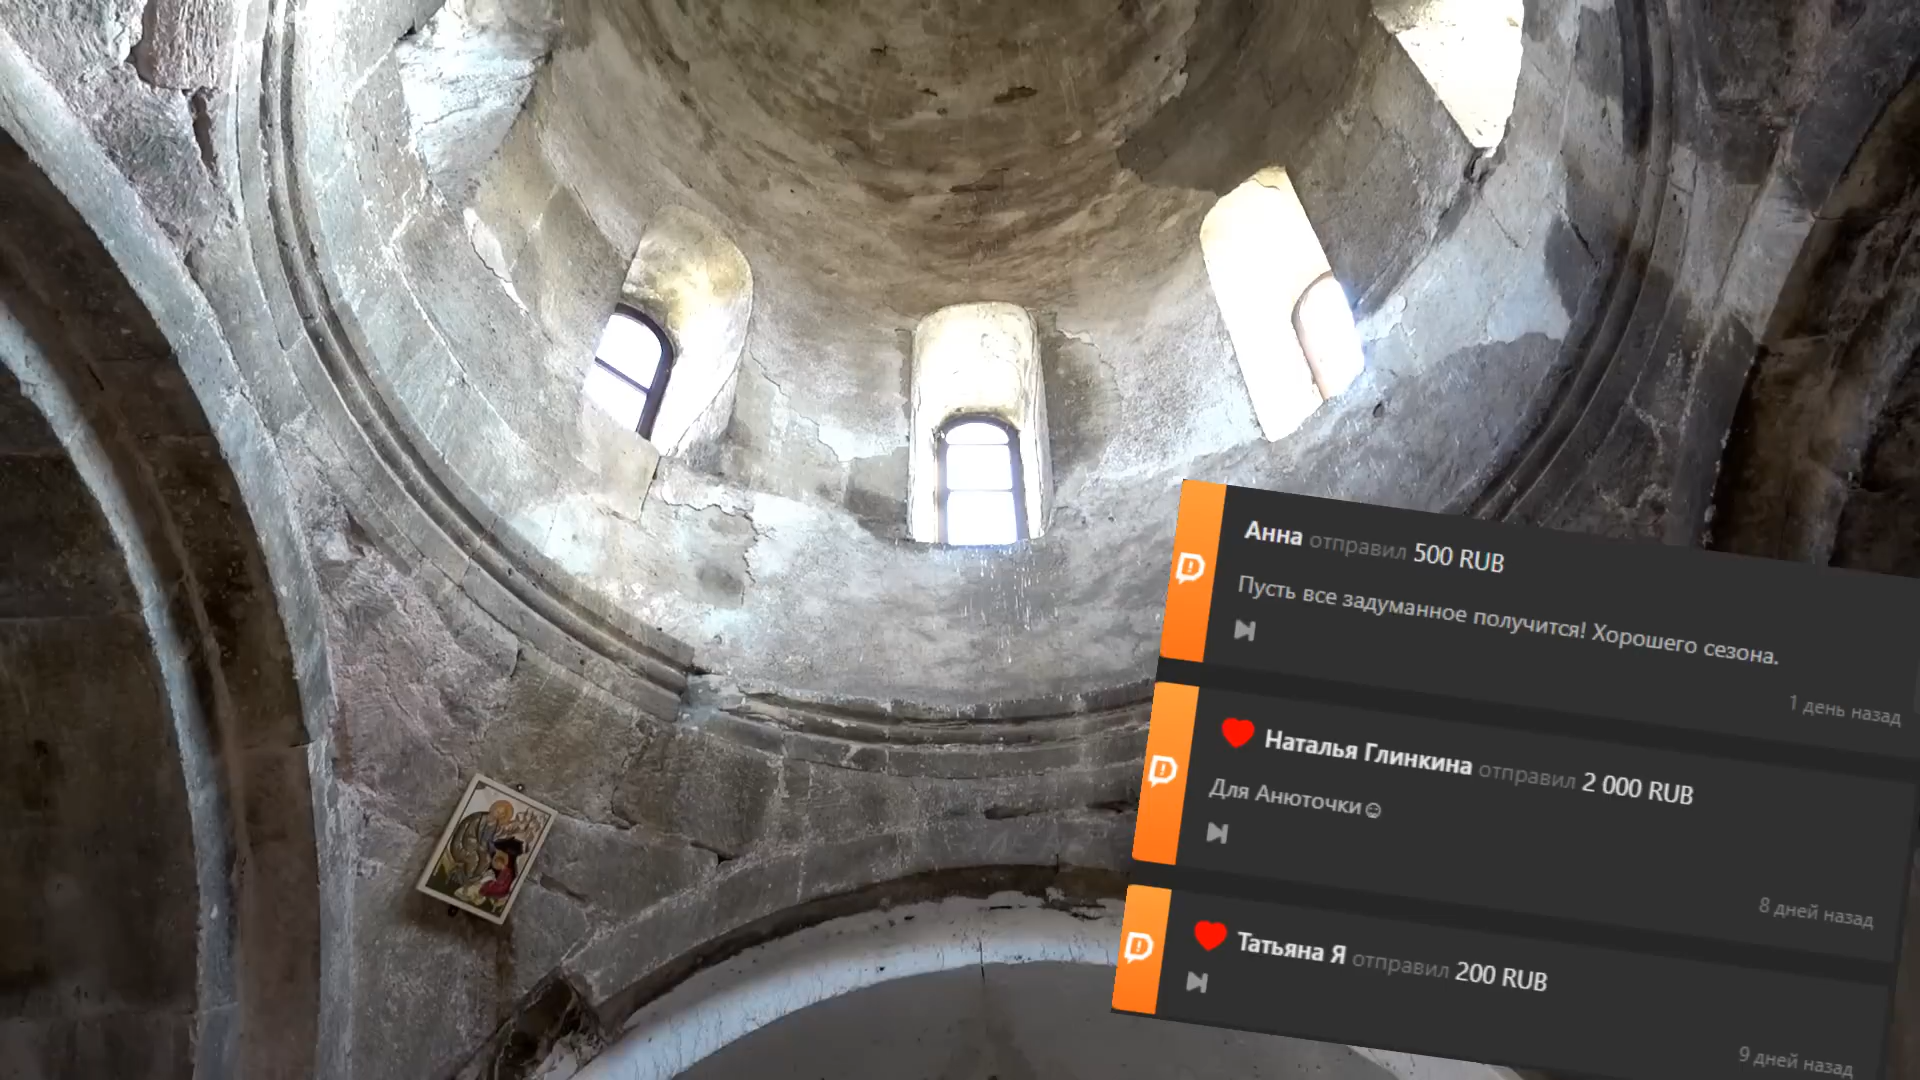 Анна отправил 500 RUB
Пусть все задуманное получится! Хорошего сезона.
1 день назад
Наталья Глинкина отправил 2 000 RUB
Для Анюточки☺
8 дней назад
Татьяна Я отправил 200 RUB
9 дней назад